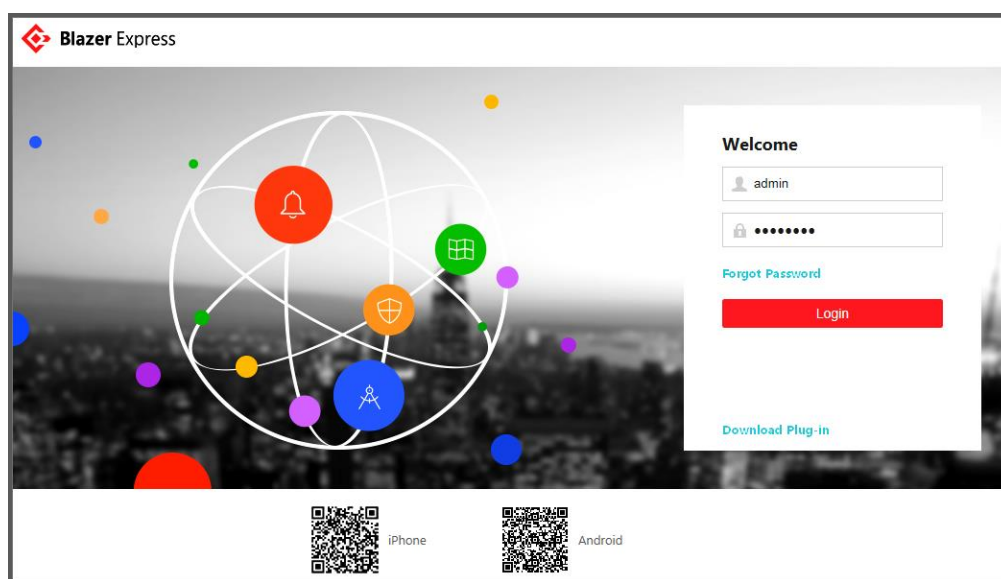 Blazer Express
Welcome
admin
••••••••
Forgot Password
Login
Download Plug-in
iPhone
Android